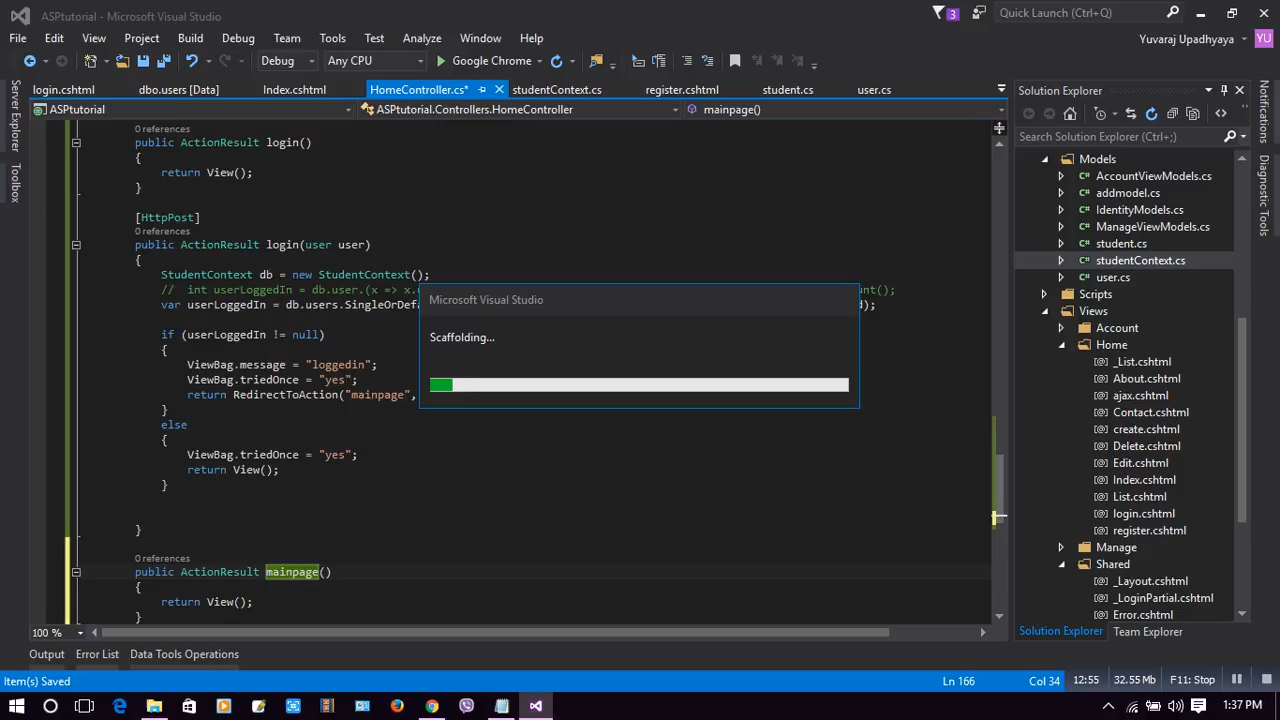 ASPtutorial - Microsoft Visual Studio
3
Quick Launch (Ctrl+Q)
File Edit View Project Build Debug Team Tools Test Analyze Window Help
Yuvaraj Upadhyaya YU
Debug Any CPU Google Chrome
login.cshtml dbo.users [Data] Index.cshtml HomeController.cs* studentContext.cs register.cshtml student.cs user.cs
ASPtutorial ASPtutorial.Controllers.HomeController mainpage()
Server Explorer
Toolbox
0 references
public ActionResult login()
{
return View();
}
[HttpPost]
0 references
public ActionResult login(user user)
{
StudentContext db = new StudentContext();
// int userLoggedIn = db.user.(x => x. unt();
var userLoggedIn = db.users.SingleOrDef d);
if (userLoggedIn != null)
{
ViewBag.message = "loggedin";
ViewBag.triedOnce = "yes";
return RedirectToAction("mainpage",
}
else
{
ViewBag.triedOnce = "yes";
return View();
}
}
0 references
public ActionResult mainpage()
{
return View();
}
Microsoft Visual Studio
Scaffolding...
100 %
Solution Explorer
Search Solution Explorer (Ctrl+;)
Models
C# AccountViewModels.cs
C# addmodel.cs
C# IdentityModels.cs
C# ManageViewModels.cs
C# student.cs
C# studentContext.cs
C# user.cs
Scripts
Views
Account
Home
[@] _List.cshtml
[@] About.cshtml
[@] ajax.cshtml
[@] Contact.cshtml
[@] create.cshtml
[@] Delete.cshtml
[@] Edit.cshtml
[@] Index.cshtml
[@] List.cshtml
[@] login.cshtml
[@] register.cshtml
Manage
Shared
[@] _Layout.cshtml
[@] _LoginPartial.cshtml
[@] Error.cshtml
Solution Explorer Team Explorer
Notifications
Diagnostic Tools
Output Error List Data Tools Operations
Item(s) Saved Ln 166 Col 34 12:55 32.55 Mb F11: Stop
1:37 PM